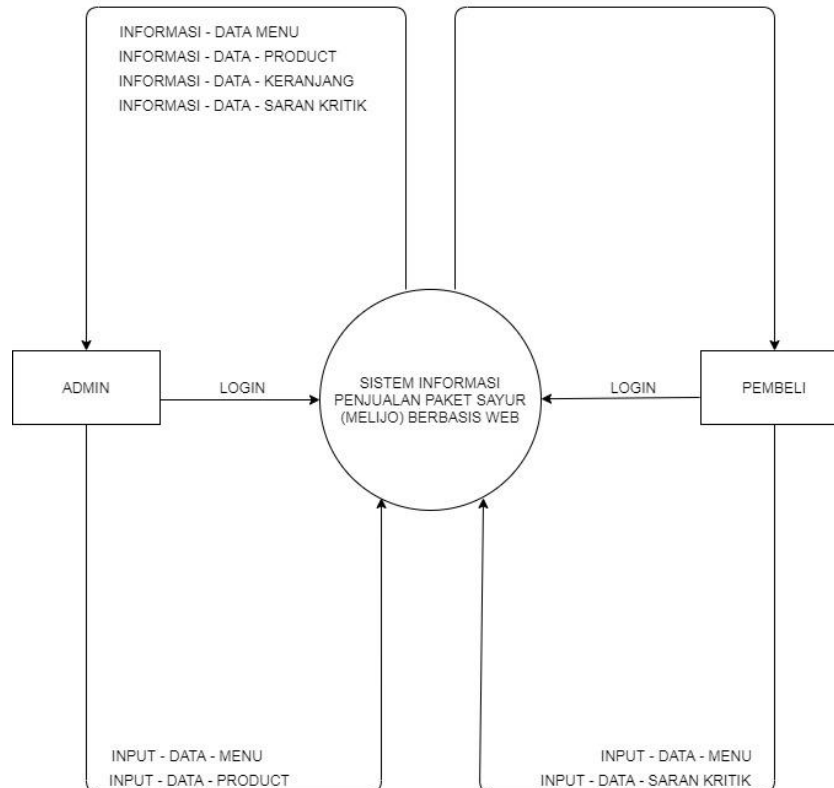 INFORMASI - DATA MENU
INFORMASI - DATA - PRODUCT
INFORMASI - DATA - KERANJANG
INFORMASI - DATA - SARAN KRITIK
ADMIN
LOGIN
SISTEM INFORMASI
PENJUALAN PAKET SAYUR
(MELIJO) BERBASIS WEB
LOGIN
PEMBELI
INPUT - DATA - MENU
INPUT - DATA - PRODUCT
INPUT - DATA - MENU
INPUT - DATA - SARAN KRITIK